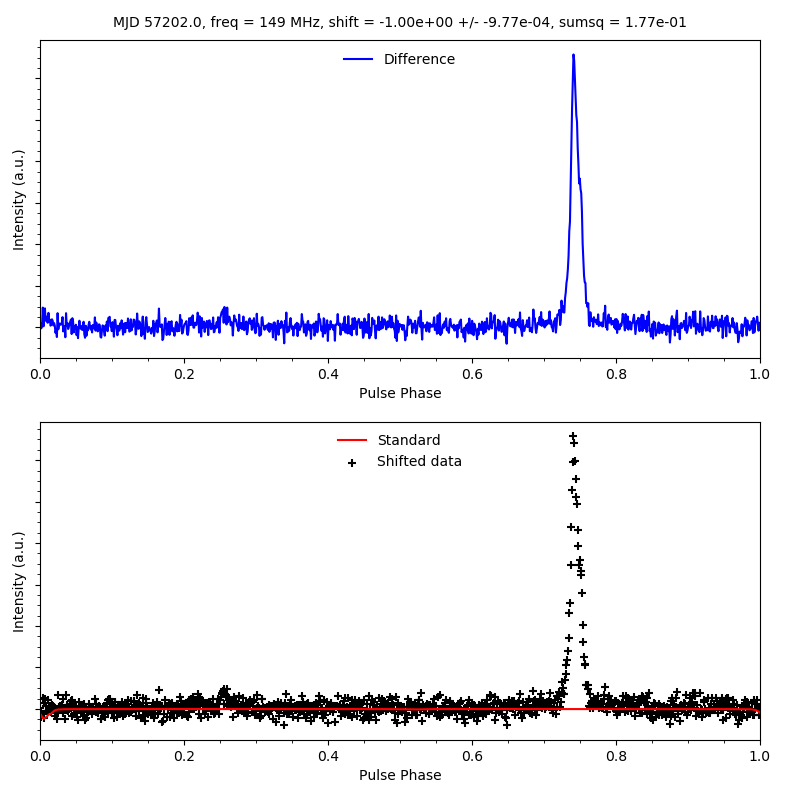 MJD 57202.0, freq = 149 MHz, shift = -1.00e+00 +/- -9.77e-04, sumsq = 1.77e-01
Difference
Intensity (a.u.)
0.0 0.2 0.4 0.6 0.8 1.0
Pulse Phase
Standard
Shifted data
Intensity (a.u.)
0.0 0.2 0.4 0.6 0.8 1.0
Pulse Phase